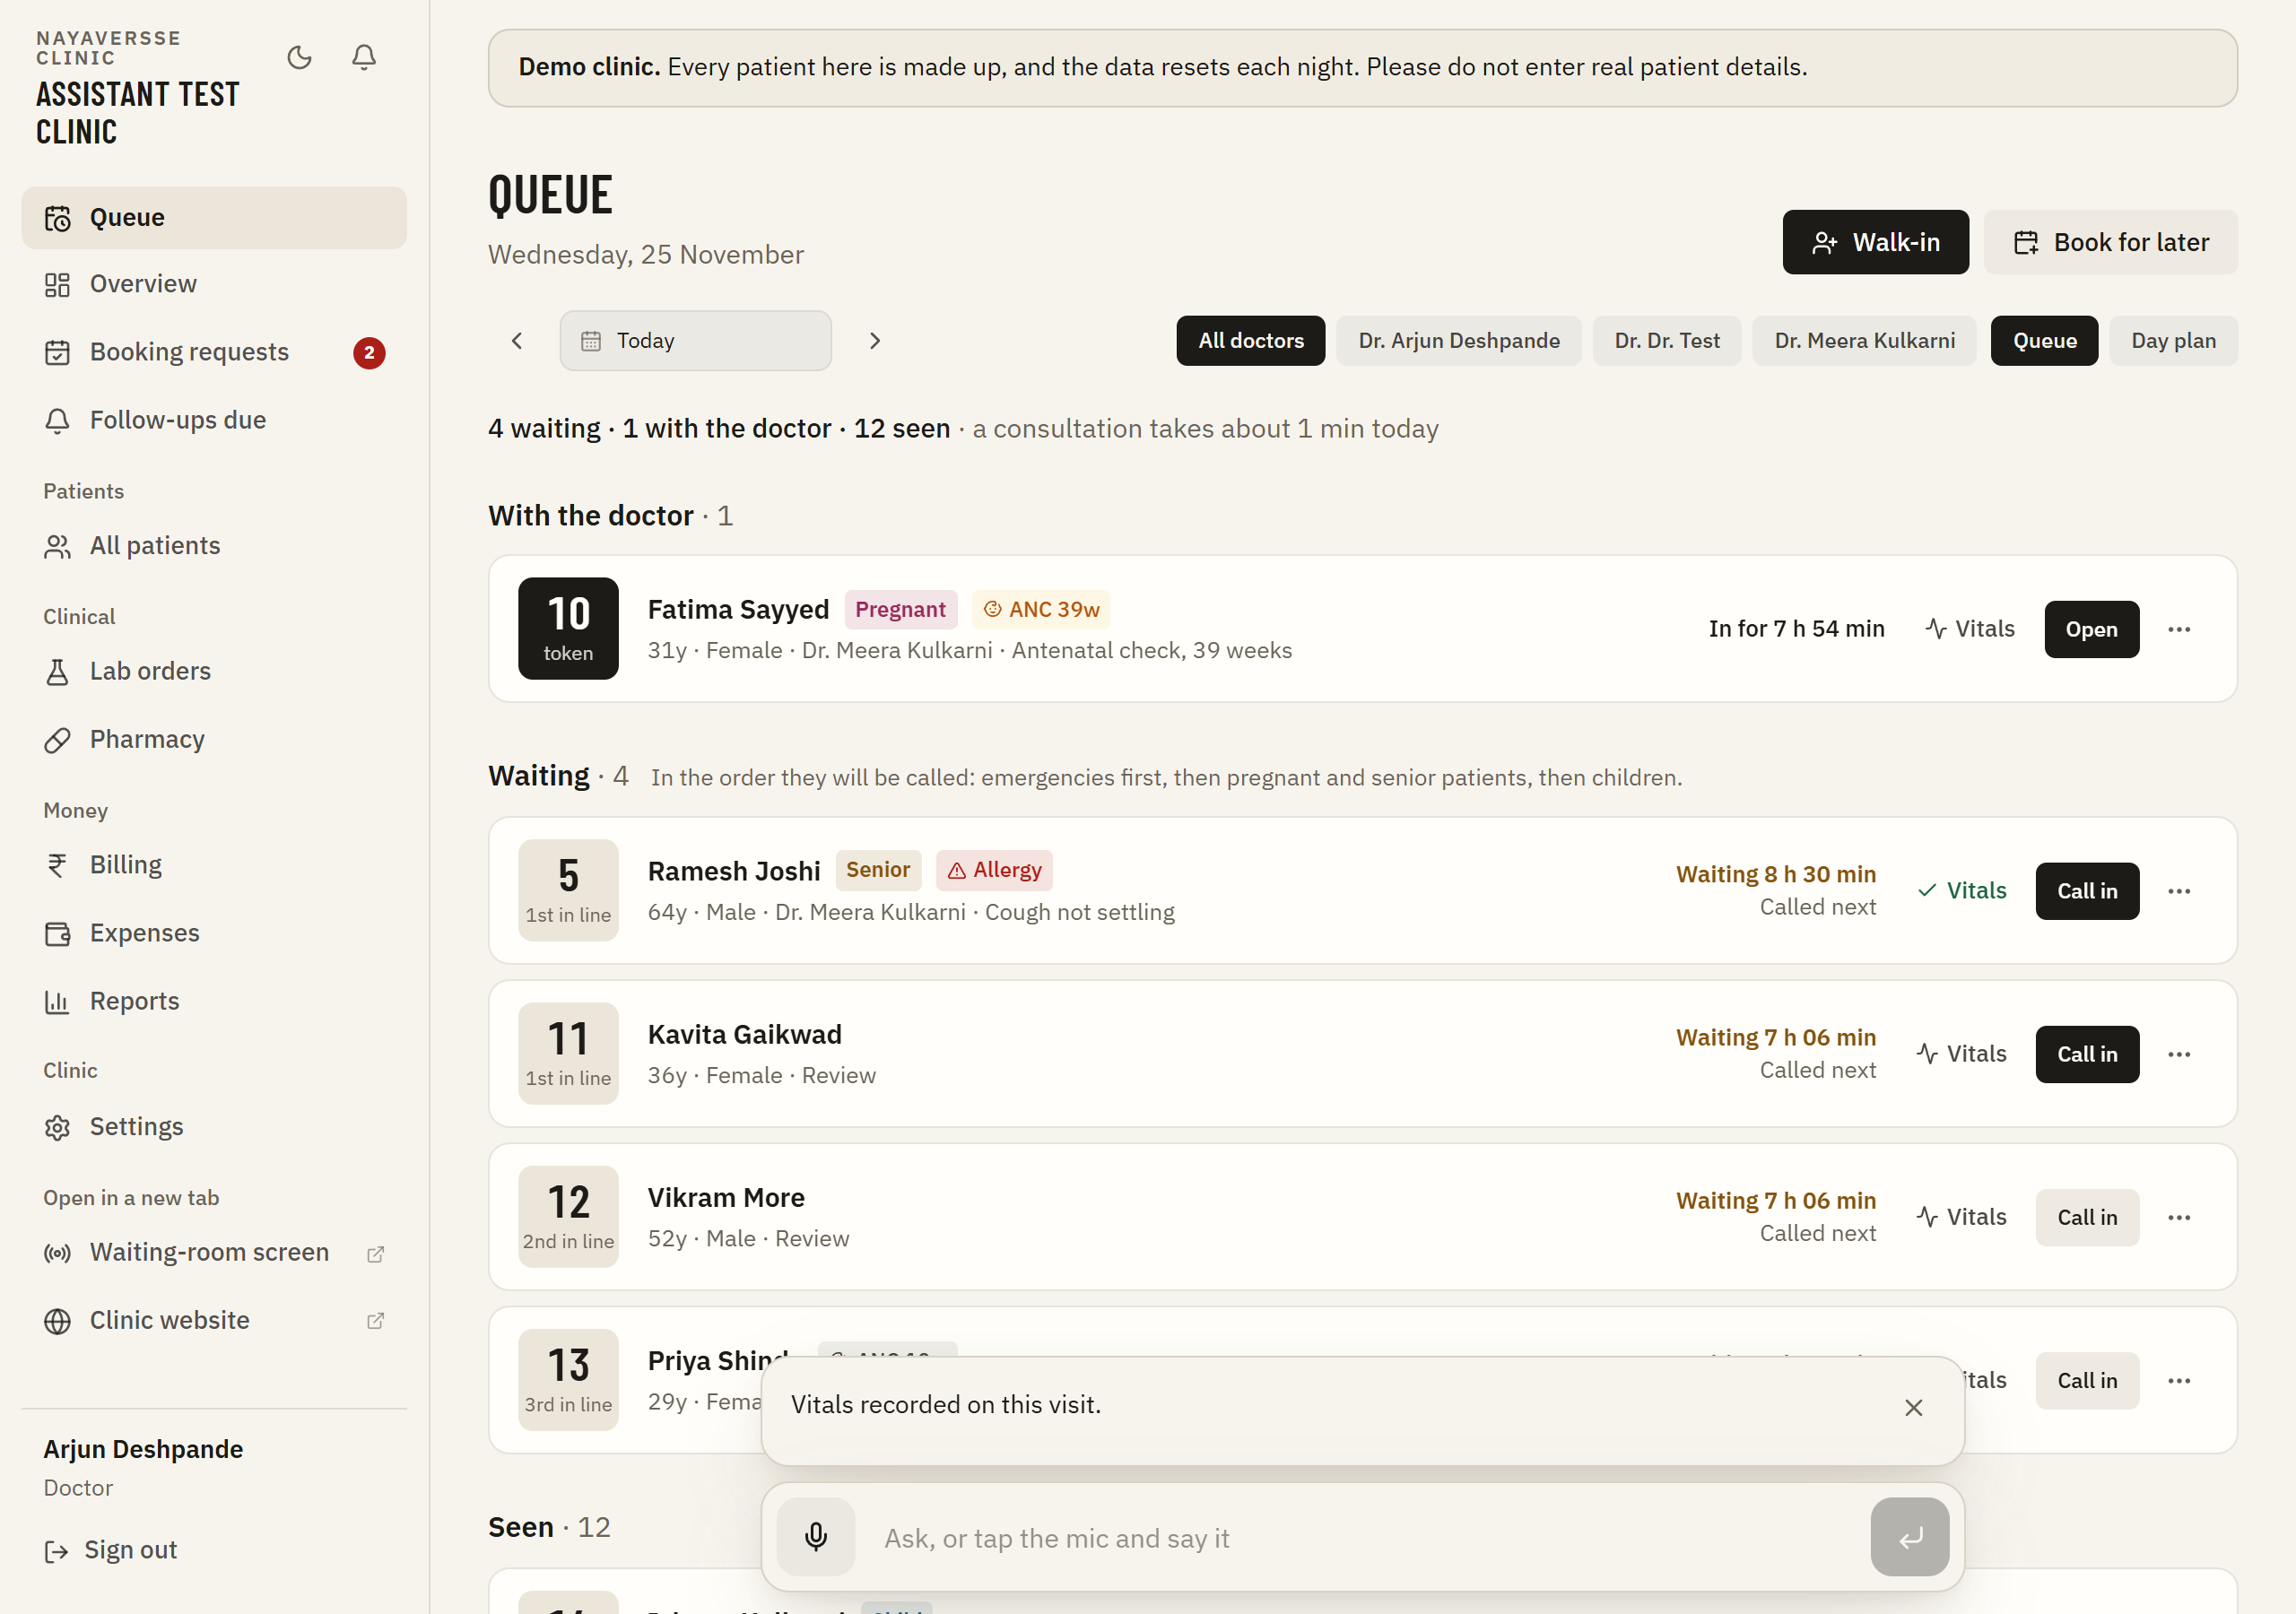 NAYAVERSSE
CLINIC
ASSISTANT TEST
CLINIC
Queue
Overview
Booking requests 2
Follow-ups due
Patients
All patients
Clinical
Lab orders
Pharmacy
Money
Billing
Expenses
Reports
Clinic
Settings
Open in a new tab
Waiting-room screen
Clinic website
Arjun Deshpande
Doctor
Sign out
Demo clinic. Every patient here is made up, and the data resets each night. Please do not enter real patient details.
QUEUE
Wednesday, 25 November
Walk-in Book for later
Today
All doctors Dr. Arjun Deshpande Dr. Dr. Test Dr. Meera Kulkarni Queue Day plan
4 waiting · 1 with the doctor · 12 seen · a consultation takes about 1 min today
With the doctor · 1
10
token
Fatima Sayyed Pregnant ANC 39w
31y · Female · Dr. Meera Kulkarni · Antenatal check, 39 weeks
In for 7 h 54 min Vitals Open
Waiting · 4 In the order they will be called: emergencies first, then pregnant and senior patients, then children.
5
1st in line
Ramesh Joshi Senior Allergy
64y · Male · Dr. Meera Kulkarni · Cough not settling
Waiting 8 h 30 min
Called next
Vitals Call in
11
1st in line
Kavita Gaikwad
36y · Female · Review
Waiting 7 h 06 min
Called next
Vitals Call in
12
2nd in line
Vikram More
52y · Male · Review
Waiting 7 h 06 min
Called next
Vitals Call in
13
3rd in line
Priya
29y
Call in
Vitals recorded on this visit.
Seen · 12
Ask, or tap the mic and say it